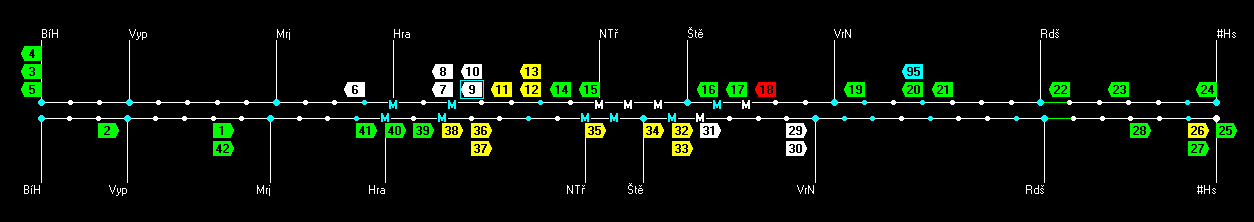 BíH Vyp Mrj Hra NTř Ště VrN Rdš #Hs
4
3 8 10 13 95
5 6 7 9 11 12 14 15 16 17 18 19 20 21 22 23 24
M M M M M M M
M M M M M M
2 1 41 40 39 38 36 35 34 32 31 29 28 26 25
42 37 33 30 27
BíH Vyp Mrj Hra NTř Ště VrN Rdš #Hs